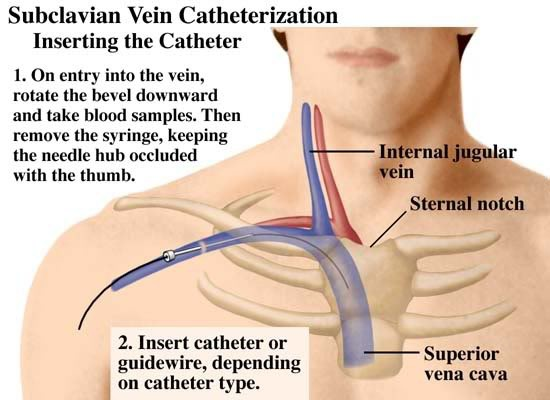 Subclavian Vein Catheterization
Inserting the Catheter
1. On entry into the vein,
rotate the bevel downward
and take blood samples. Then
remove the syringe, keeping
the needle hub occluded
with the thumb.
Internal jugular
vein
Sternal notch
2. Insert catheter or
guidewire, depending
on catheter type.
Superior
vena cava